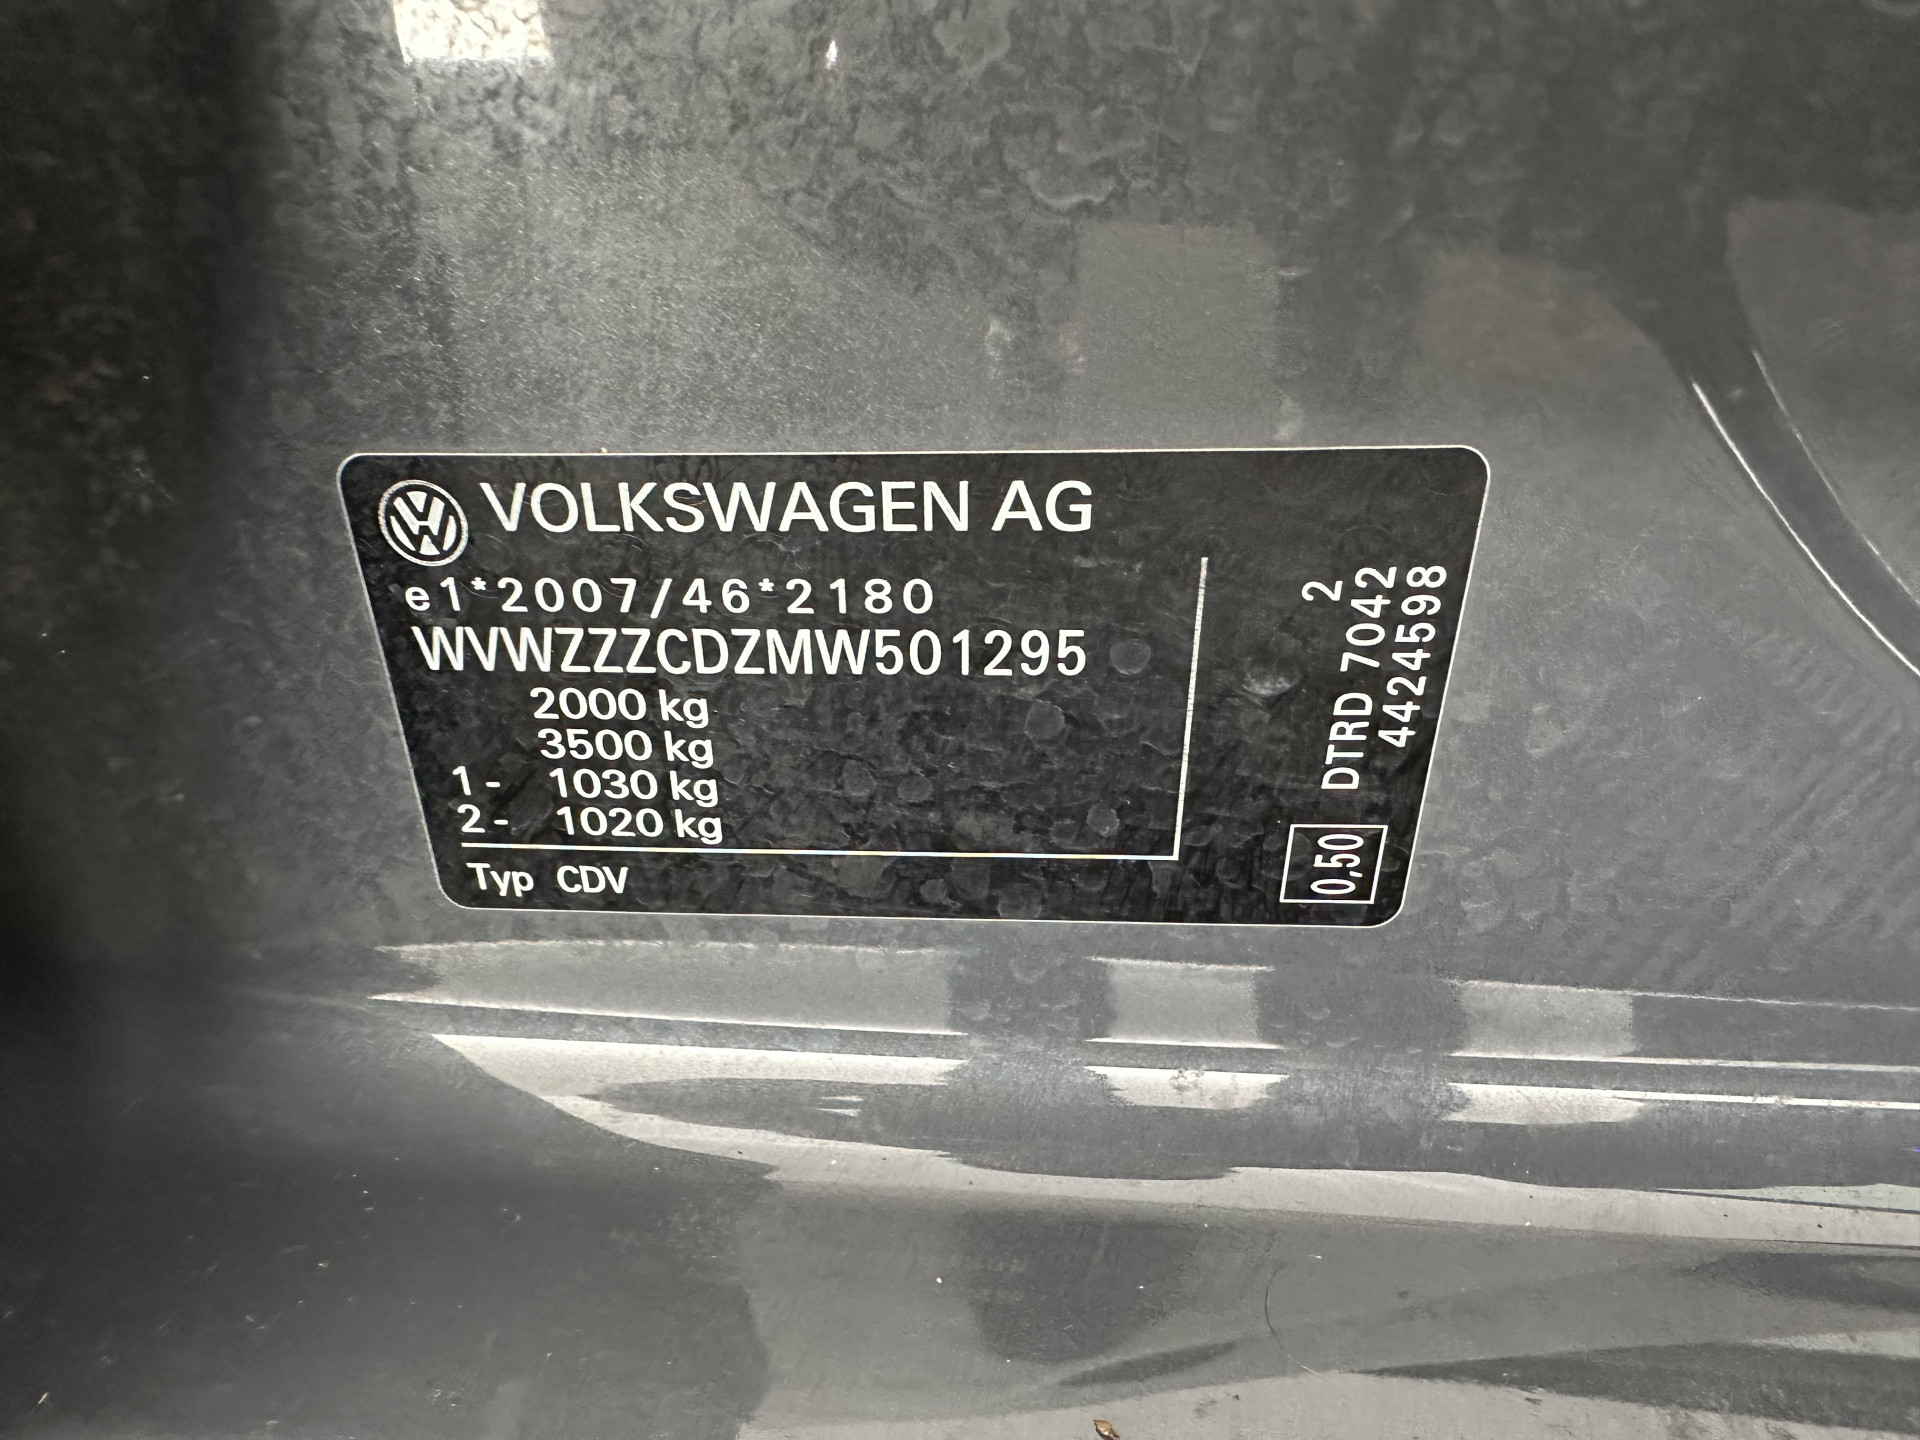 VOLKSWAGEN AG
e1*2007/46*2180
WVWZZZCDZMW501295
2000 kg
3500 kg
1- 1030 kg
2- 1020 kg
Typ CDV
2
DTRD 7042
4424598
0,50